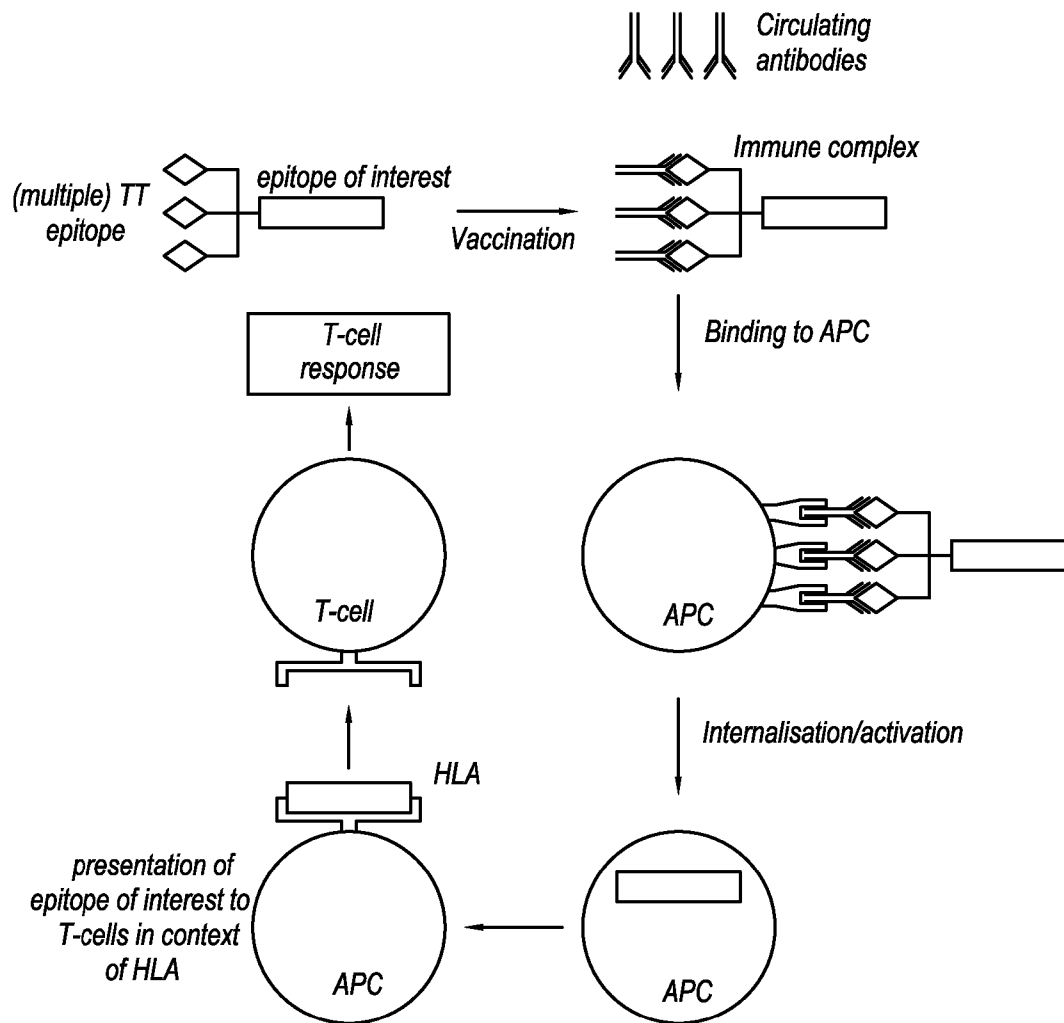 Circulating
antibodies
(multiple) TT
epitope
epitope of interest
Vaccination
Immune complex
Binding to APC
T-cell
response
T-cell
APC
Internalisation/activation
HLA
presentation of
epitope of interest to
T-cells in context
of HLA
APC
APC